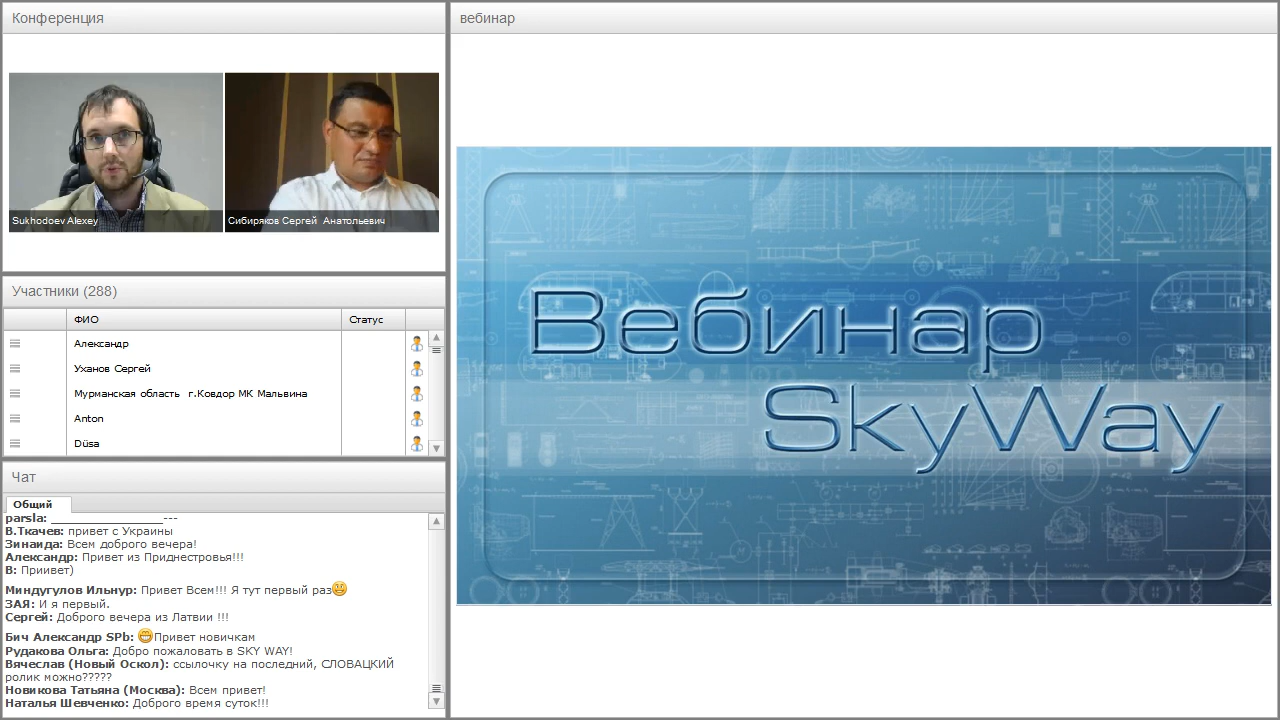 Конференция
Sukhodoev Alexey
Сибиряков Сергей Анатольевич
Участники (288)
ФИО
Статус
Александр
Уханов Сергей
Мурманская область г.Ковдор МК Мальвина
Anton
Düsa
Чат
Общий
parsla: ___________________---
В.Ткачев: привет с Украины
Зинаида: Всем доброго вечера!
Александр: Привет из Приднестровья!!!
В: Приивет)
Миндугулов Ильнур: Привет Всем!!! Я тут первый раз
ЗАЯ: И я первый.
Сергей: Доброго вечера из Латвии !!!
Бич Александр SPb: Привет новичкам
Рудакова Ольга: Добро пожаловать в SKY WAY!
Вячеслав (Новый Оскол): ссылочку на последний, СЛОВАЦКИЙ
ролик можно?????
Новикова Татьяна (Москва): Всем привет!
Наталья Шевченко: Доброго время суток!!!
вебинар
Вебинар
SkyWay